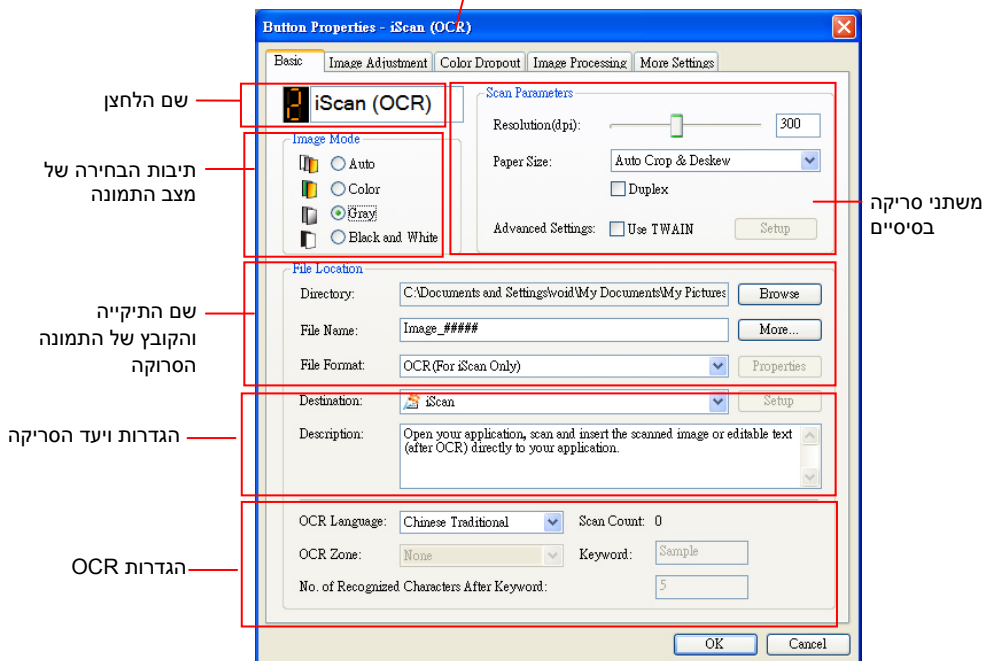 Button Properties - iScan (OCR)
Basic Image Adjustment Color Dropout Image Processing More Settings
שם הלחצן
2 iScan (OCR)
Scan Parameters
Resolution(dpi): 300
Paper Size: Auto Crop & Deskew
Duplex
Advanced Settings: Use TWAIN Setup
משתני סריקה
בסיסיים
תיבות הבחירה של
מצב התמונה
Image Mode
Auto
Color
Gray
Black and White
שם התיקייה
והקובץ של התמונה
הסרוקה
File Location
Directory: C:\Documents and Settings\void\My Documents\My Pictures Browse
File Name: Image_##### More...
File Format: OCR(For iScan Only) Properties
הגדרות ויעד הסריקה
Destination: iScan Setup
Description: Open your application, scan and insert the scanned image or editable text
(after OCR) directly to your application.
הגדרות OCR
OCR Language: Chinese Traditional Scan Count: 0
OCR Zone: None Keyword: Sample
No. of Recognized Characters After Keyword: 5
OK Cancel